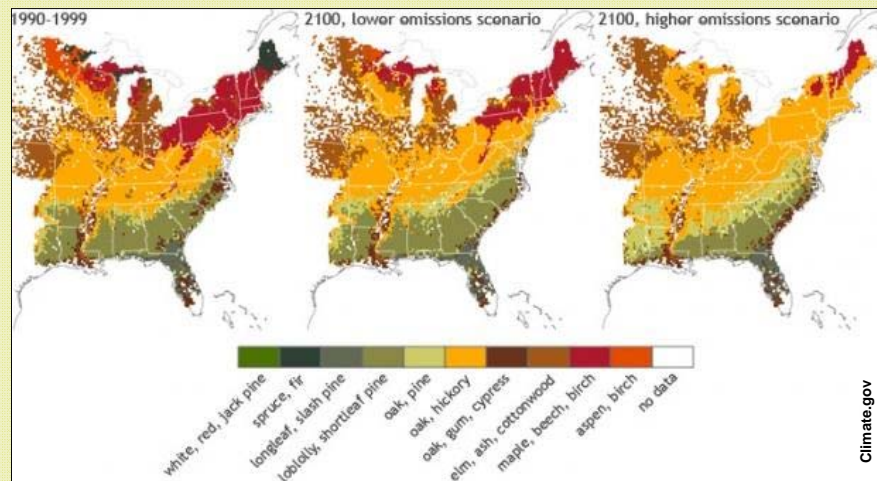 1990-1999
2100, lower emissions scenario
2100, higher emissions scenario
white, red, jack pine
spruce, fir
longleaf, slash pine
loblolly, shortleaf pine
oak, pine
oak, hickory
oak, gum, cypress
elm, ash, cottonwood
maple, beech, birch
aspen, birch
no data
Climate.gov